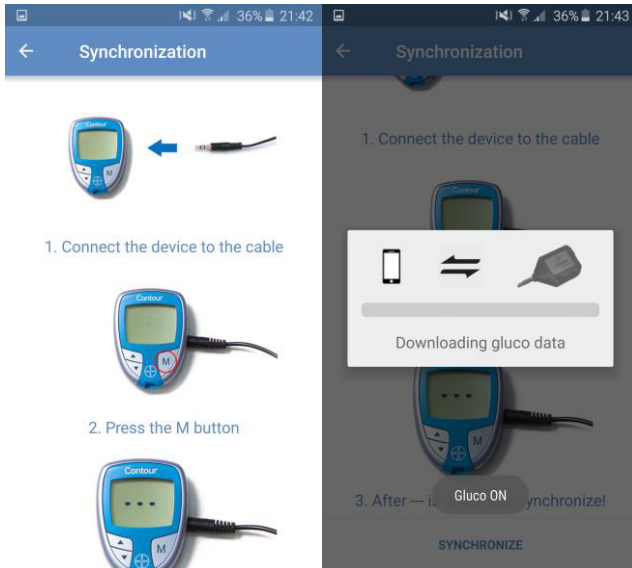 36% 21:42
Synchronization
Contour
M
1. Connect the device to the cable
Contour
M
2. Press the M button
Contour
---
M
36% 21:43
Synchronization
1. Connect the device to the cable
Contour
Downloading gluco data
---
M
Gluco ON
3. After --- i ynchronize!
SYNCHRONIZE